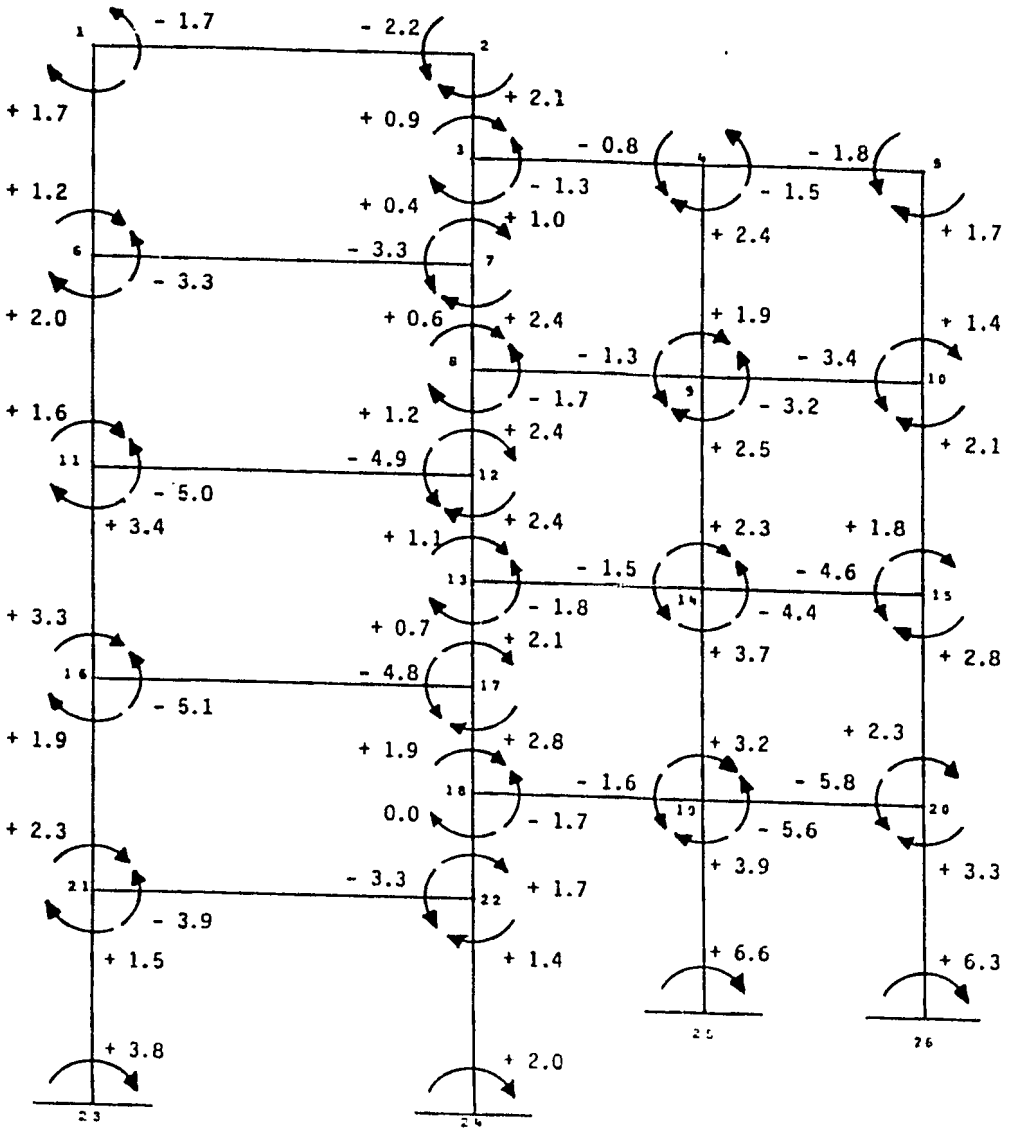 1 - 1.7 - 2.2 2
+ 1.7 + 2.1
+ 0.9
3 - 0.8 4 - 1.8 5
- 1.3 - 1.5
+ 1.2 + 0.4 + 1.0 + 2.4 + 1.7
6 - 3.3 7
- 3.3
+ 2.0 + 0.6 + 2.4 + 1.9 + 1.4
8 - 1.3 9 - 3.4 10
- 1.7 - 3.2
+ 1.6 + 1.2 + 2.4 + 2.5 + 2.1
11 - 4.9 12
- 5.0
+ 3.4 + 1.1 + 2.4 + 2.3 + 1.8
13 - 1.5 14 - 4.6 15
- 1.8 - 4.4
+ 3.3 + 0.7 + 2.1 + 3.7 + 2.8
16 - 4.8 17
- 5.1
+ 1.9 + 1.9 + 2.8 + 3.2 + 2.3
18 - 1.6 19 - 5.8 20
0.0 - 1.7 - 5.6
+ 2.3 + 3.9 + 3.3
21 - 3.3 22 + 1.7
- 3.9
+ 1.5 + 1.4 + 6.6 + 6.3
25 26
+ 3.8 + 2.0
23 24